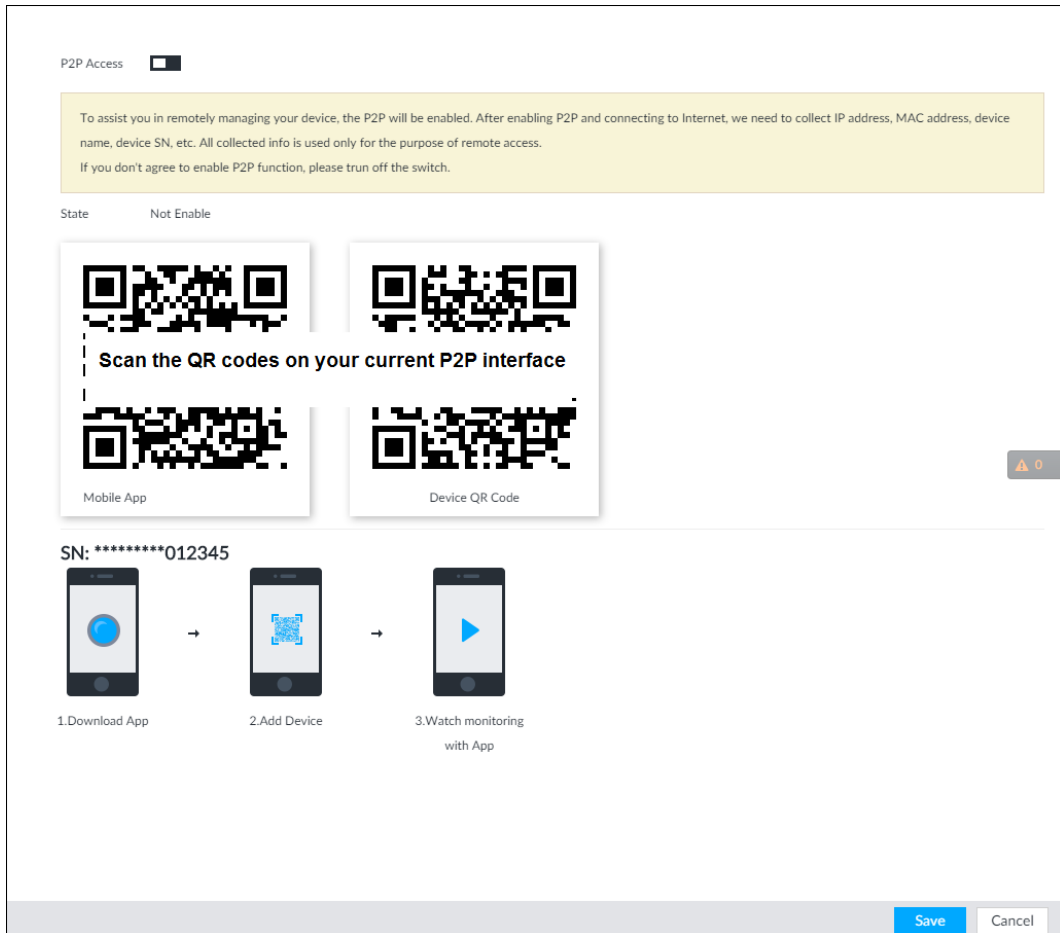 P2P Access
To assist you in remotely managing your device, the P2P will be enabled. After enabling P2P and connecting to Internet, we need to collect IP address, MAC address, device
name, device SN, etc. All collected info is used only for the purpose of remote access.
If you don't agree to enable P2P function, please trun off the switch.
State Not Enable
Scan the QR codes on your current P2P interface
Mobile App Device QR Code
0
SN: *********012345
1.Download App 2.Add Device 3.Watch monitoring
with App
Save Cancel